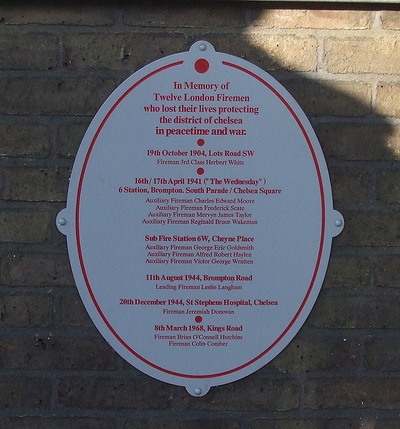 In Memory of
Twelve London Firemen
who lost their lives protecting
the district of chelsea
in peacetime and war.
19th October 1904, Lots Road SW
Fireman 3rd Class Herbert White
16th/17th April 1941 ("The Wednesday")
6 Station, Brompton. South Parade / Chelsea Square
Auxiliary Fireman Charles Edward Moore
Auxiliary Fireman Frederick Scate
Auxiliary Fireman Mervyn James Taylor
Auxiliary Fireman Reginald Bruce Wakeman
Sub Fire Station 6W, Cheyne Place
Auxiliary Fireman George Eric Goldsmith
Auxiliary Fireman Alfred Robert Haylen
Auxiliary Fireman Victor George Wratten
11th August 1944, Brompton Road
Leading Fireman Leslie Langham
20th December 1944, St Stephens Hospital, Chelsea
Fireman Jeremiah Donovan
8th March 1968, Kings Road
Fireman Brian O'Connell Hutchins
Fireman Colin Comber